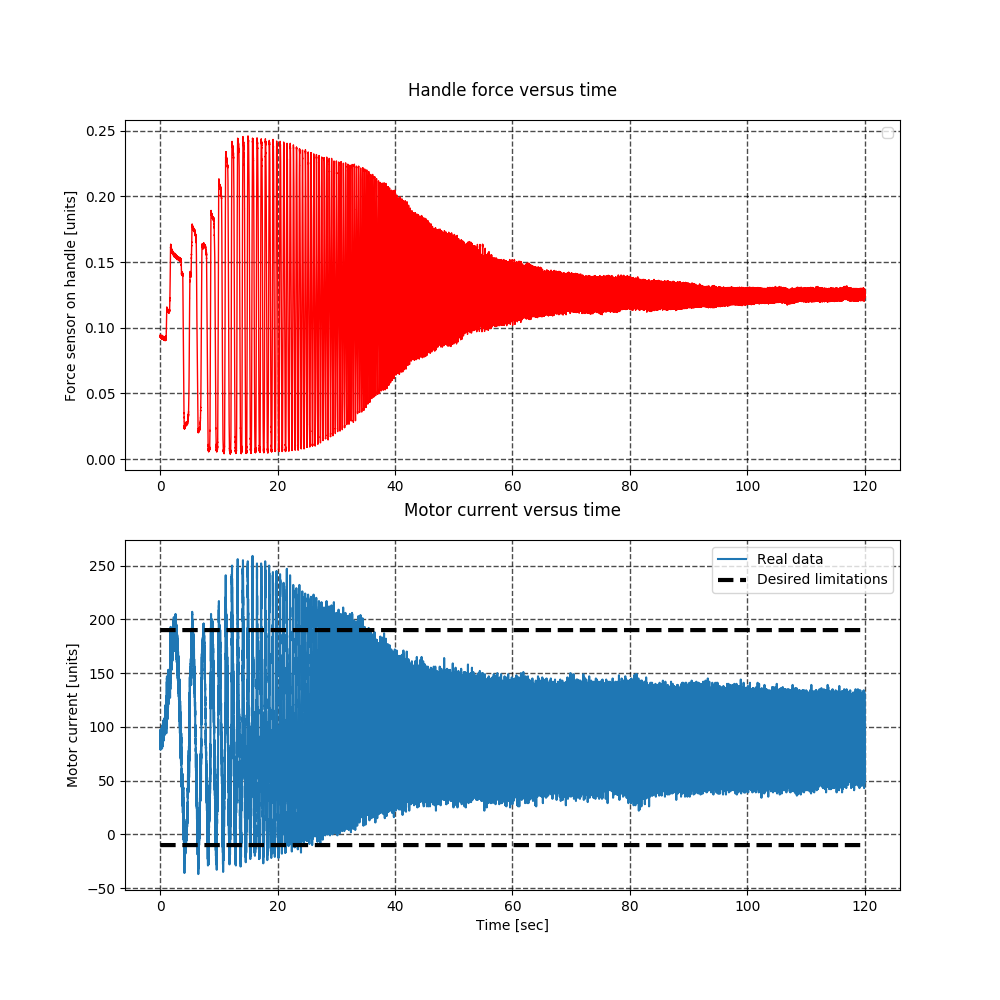 Handle force versus time
Force sensor on handle [units]
0.25
0.20
0.15
0.10
0.05
0.00
0 20 40 60 80 100 120
Motor current versus time
Motor current [units]
250
200
150
100
50
0
−50
Real data
Desired limitations
0 20 40 60 80 100 120
Time [sec]